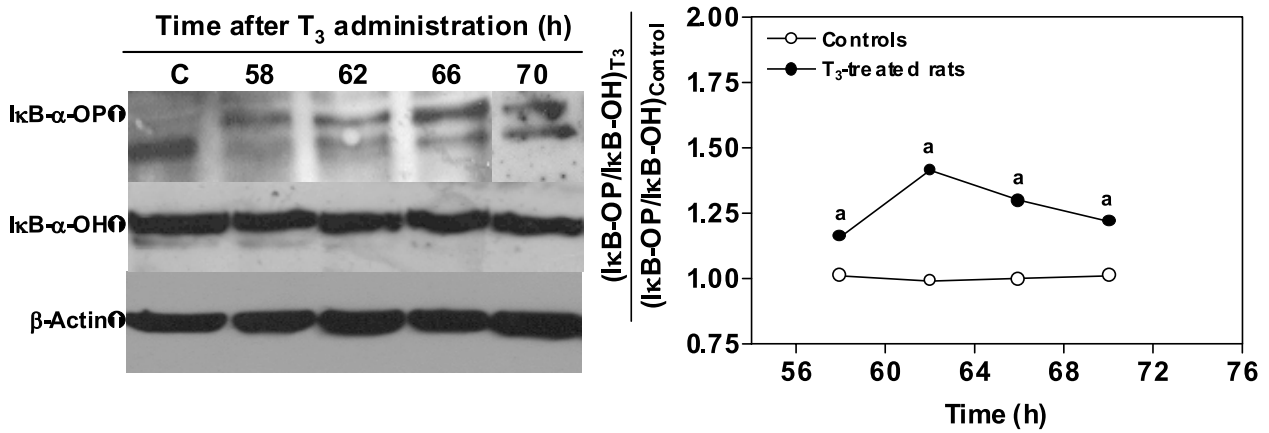 Time after T₃ administration (h)
C 58 62 66 70
IκB-α-OP
IκB-α-OH
β-Actin
(IκB-OP/IκB-OH)T₃
(IκB-OP/IκB-OH)Control
2.00
1.75
1.50
1.25
1.00
0.75
Controls
T₃-treated rats
a
a
a
a
56 60 64 68 72 76
Time (h)